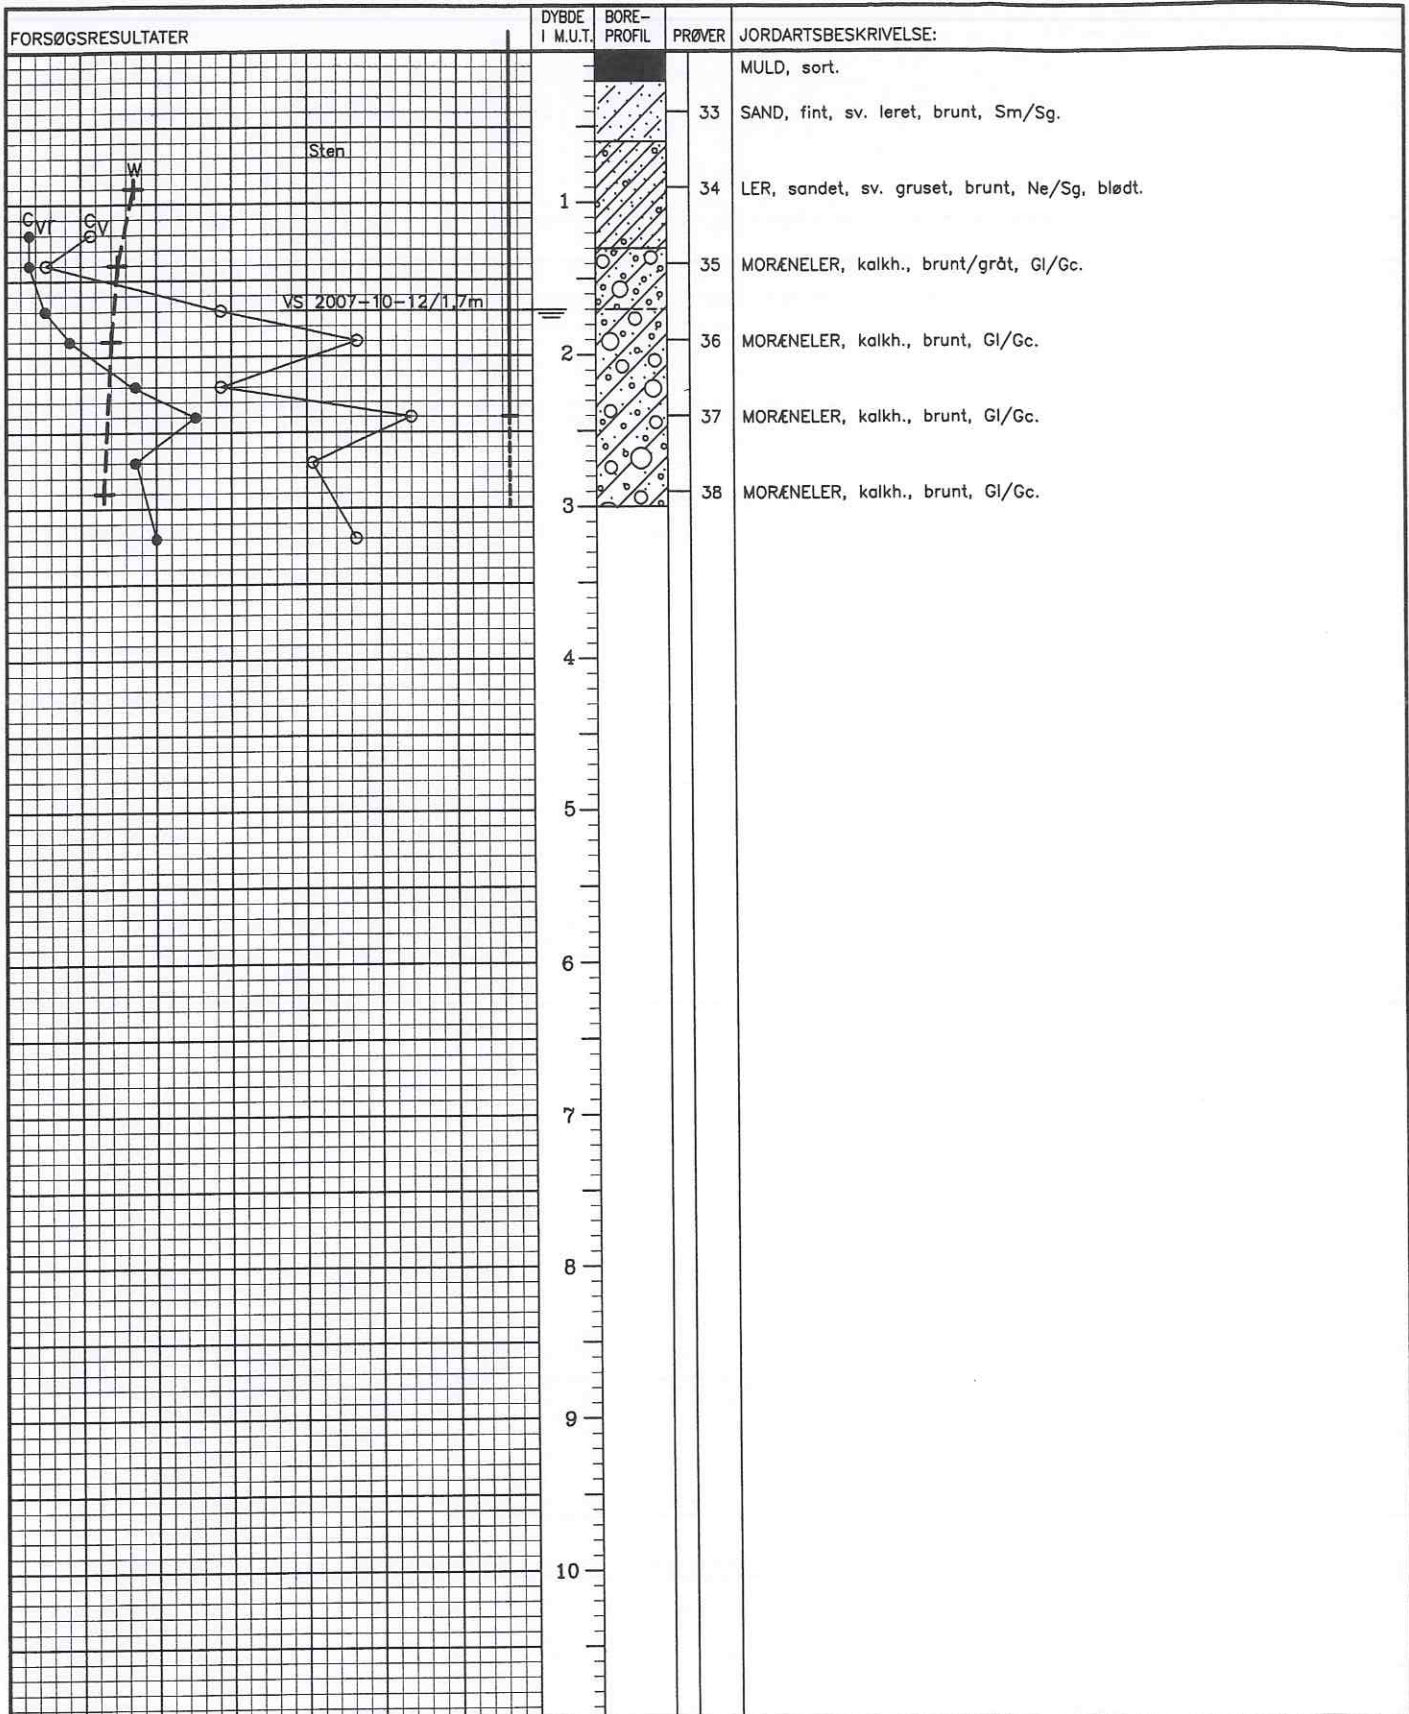 FORSØGSRESULTATER
DYBDE I M.U.T.
BORE-PROFIL
PRØVER
JORDARTSBESKRIVELSE:
MULD, sort.
33 SAND, fint, sv. leret, brunt, Sm/Sg.
Sten
W
34 LER, sandet, sv. gruset, brunt, Ne/Sg, blødt.
1
Cvr Cv
35 MORÆNELER, kalkh., brunt/gråt, Gl/Gc.
VS 2007-10-12/1,7m
36 MORÆNELER, kalkh., brunt, Gl/Gc.
2
37 MORÆNELER, kalkh., brunt, Gl/Gc.
38 MORÆNELER, kalkh., brunt, Gl/Gc.
3
4
5
6
7
8
9
10